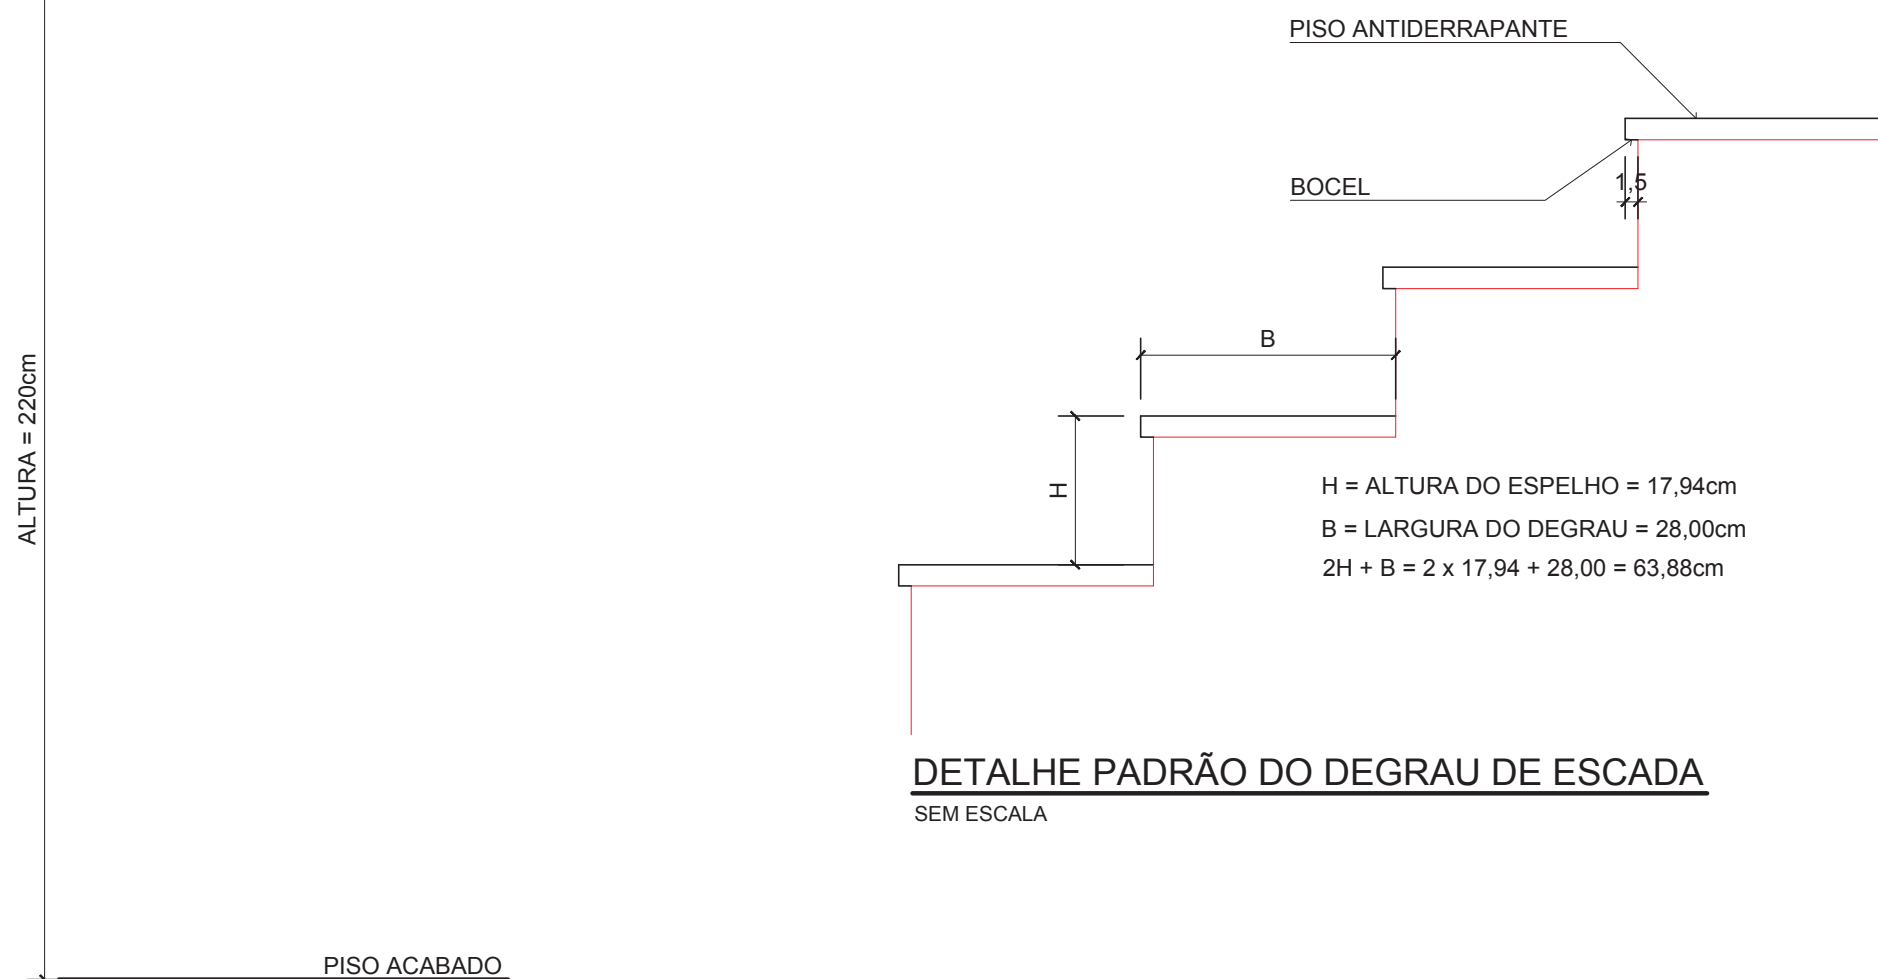 PISO ANTIDERRAPANTE
BOCEL
1,5
B
ALTURA = 220cm
H
H = ALTURA DO ESPELHO = 17,94cm
B = LARGURA DO DEGRAU = 28,00cm
2H + B = 2 x 17,94 + 28,00 = 63,88cm
DETALHE PADRÃO DO DEGRAU DE ESCADA
SEM ESCALA
PISO ACABADO